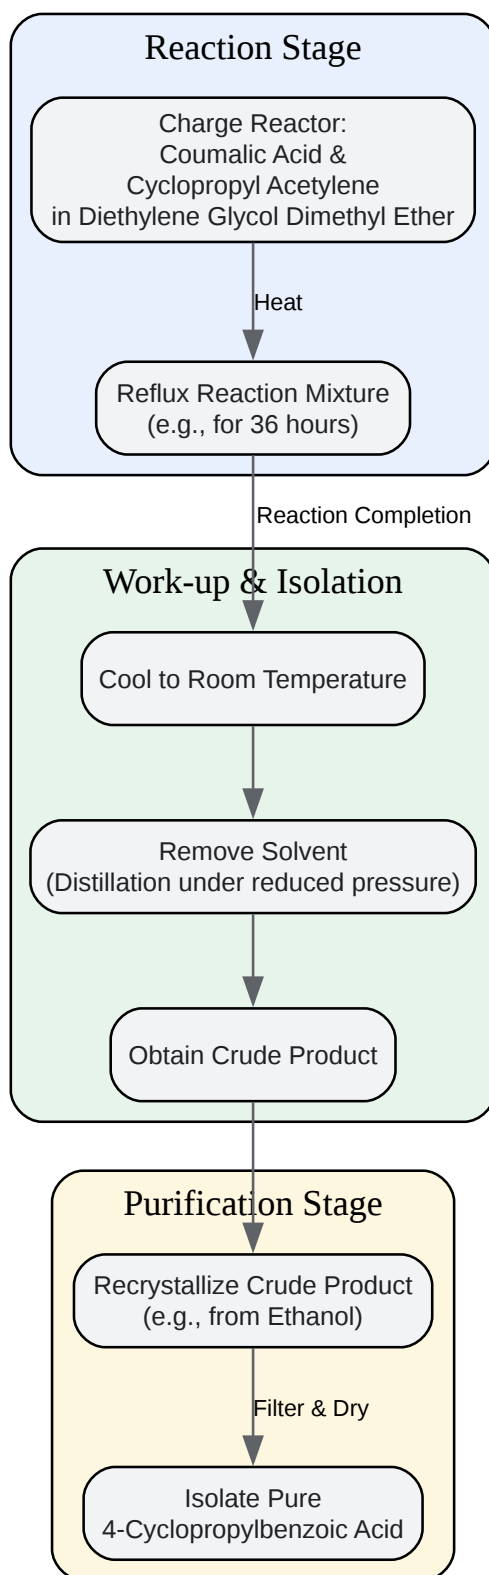 Reaction Stage
Charge Reactor:
Coumalic Acid &
Cyclopropyl Acetylene
in Diethylene Glycol Dimethyl Ether
Heat
Reflux Reaction Mixture
(e.g., for 36 hours)
Reaction Completion
Work-up & Isolation
Cool to Room Temperature
Remove Solvent
(Distillation under reduced pressure)
Obtain Crude Product
Purification Stage
Recrystallize Crude Product
(e.g., from Ethanol)
Filter & Dry
Isolate Pure
4-Cyclopropylbenzoic Acid